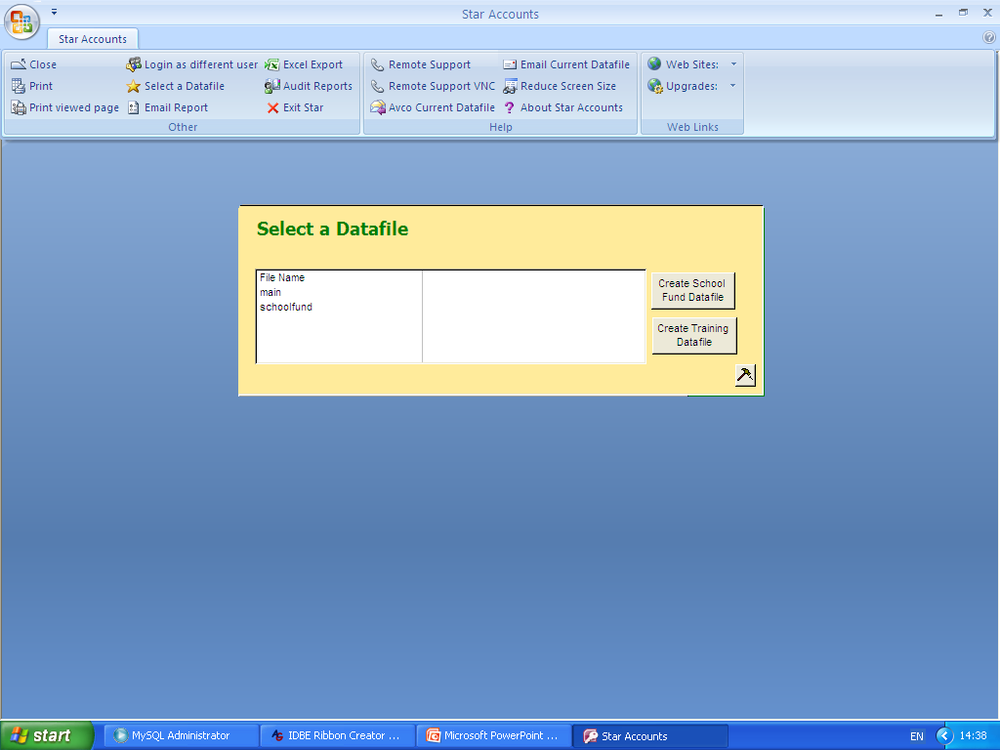 Star Accounts
Star Accounts
Close
Login as different user
Excel Export
Print
Select a Datafile
Audit Reports
Print viewed page
Email Report
Exit Star
Other
Remote Support
Email Current Datafile
Remote Support VNC
Reduce Screen Size
Avco Current Datafile
? About Star Accounts
Help
Web Sites:
Upgrades:
Web Links
Select a Datafile
File Name
main
schoolfund
Create School
Fund Datafile
Create Training
Datafile
start
MySQL Administrator
IDBE Ribbon Creator ...
Microsoft PowerPoint ...
Star Accounts
EN
14:38